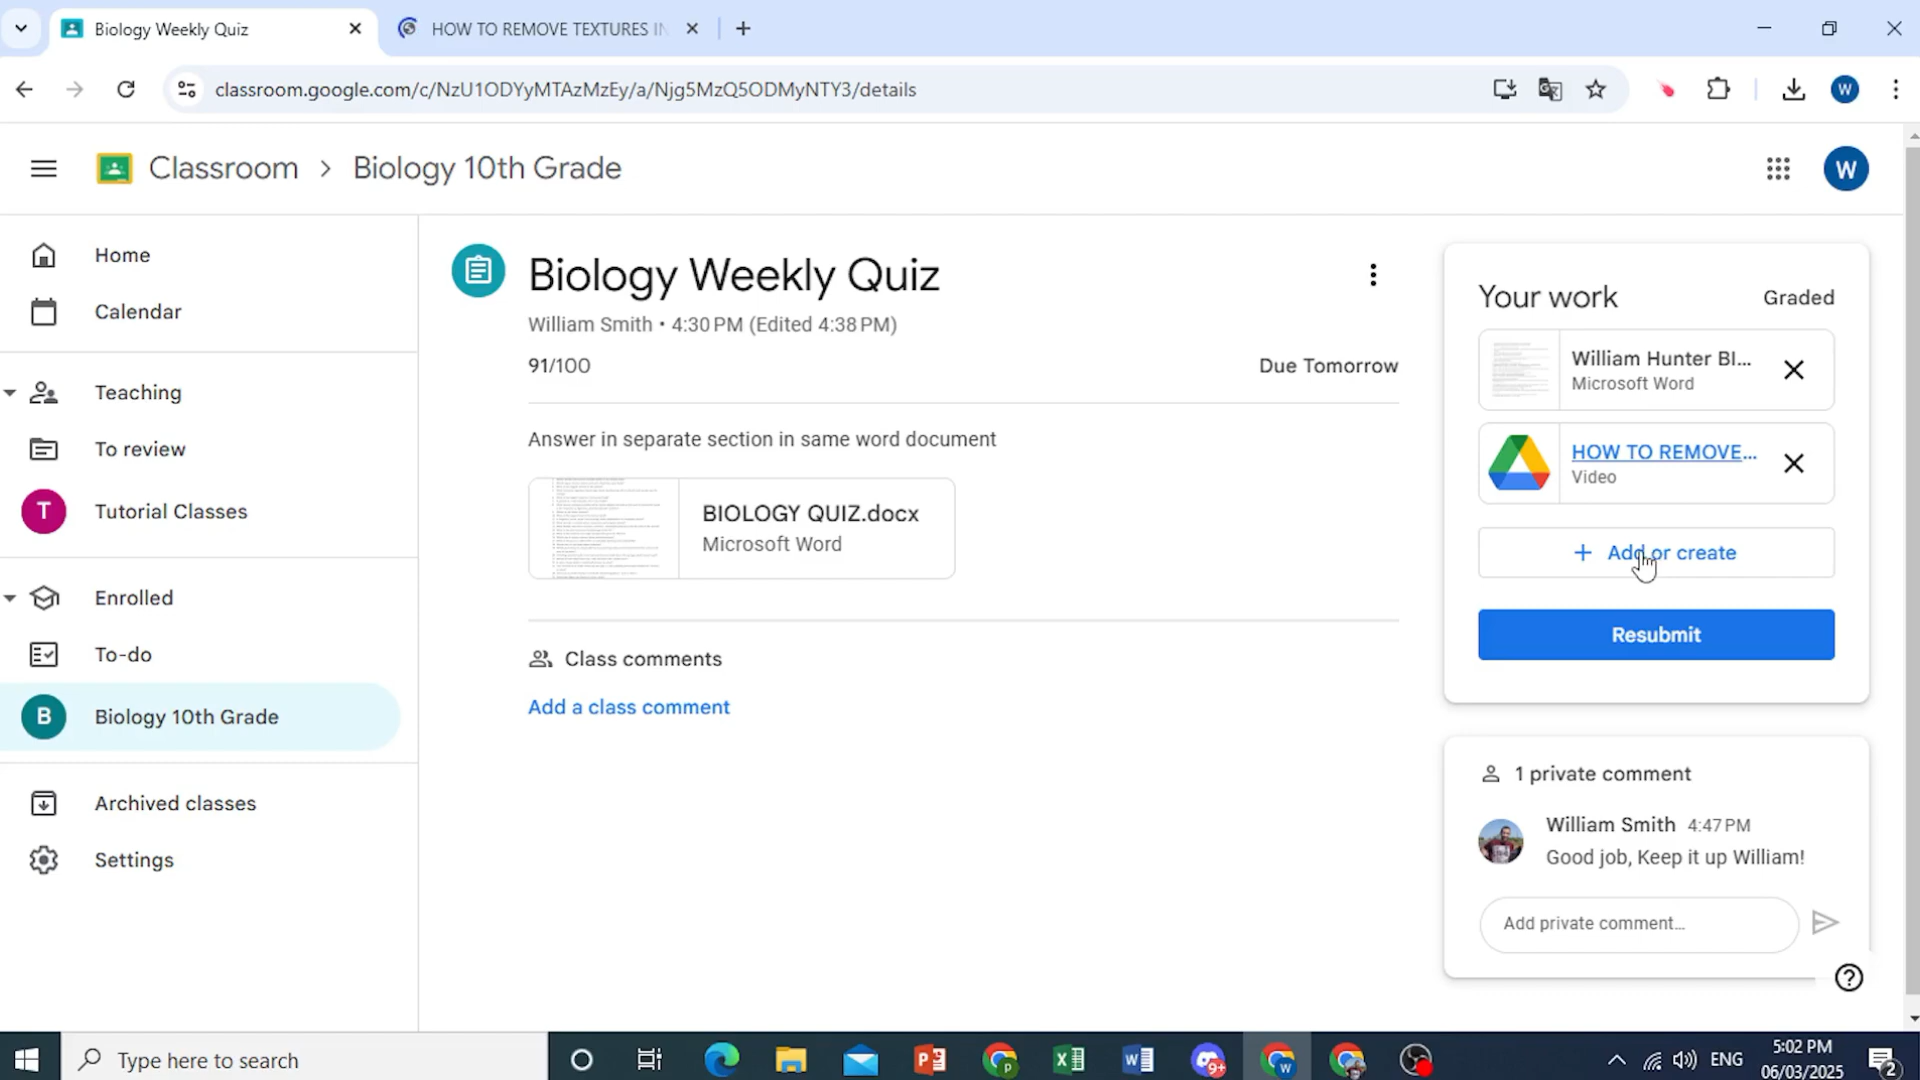 Biology Weekly Quiz
HOW TO REMOVE TEXTURES IN
classroom.google.com/c/NzU1ODYyMTAzMzEy/a/Njg5MzQ5ODMyNTY3/details
W
Classroom > Biology 10th Grade
W
Home
Calendar
Teaching
To review
T Tutorial Classes
Enrolled
To-do
B Biology 10th Grade
Archived classes
Settings
Biology Weekly Quiz
William Smith • 4:30 PM (Edited 4:38 PM)
91/100
Due Tomorrow
Answer in separate section in same word document
BIOLOGY QUIZ.docx
Microsoft Word
Class comments
Add a class comment
Your work
Graded
William Hunter BI...
Microsoft Word
HOW TO REMOVE...
Video
+ Add or create
Resubmit
1 private comment
William Smith 4:47 PM
Good job, Keep it up William!
Add private comment...
Type here to search
9+
ENG
5:02 PM
06/03/2025
2